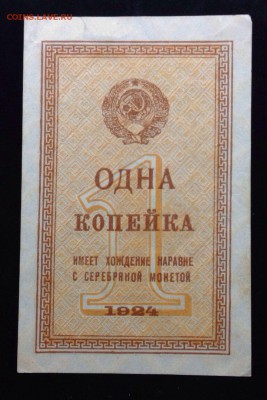 COINS.LAVE.RU
ОДНА
КОПЕЙКА
ИМЕЕТ ХОЖДЕНИЕ НАРАВНЕ
С СЕРЕБРЯНОЙ МОНЕТОЙ
1
1924